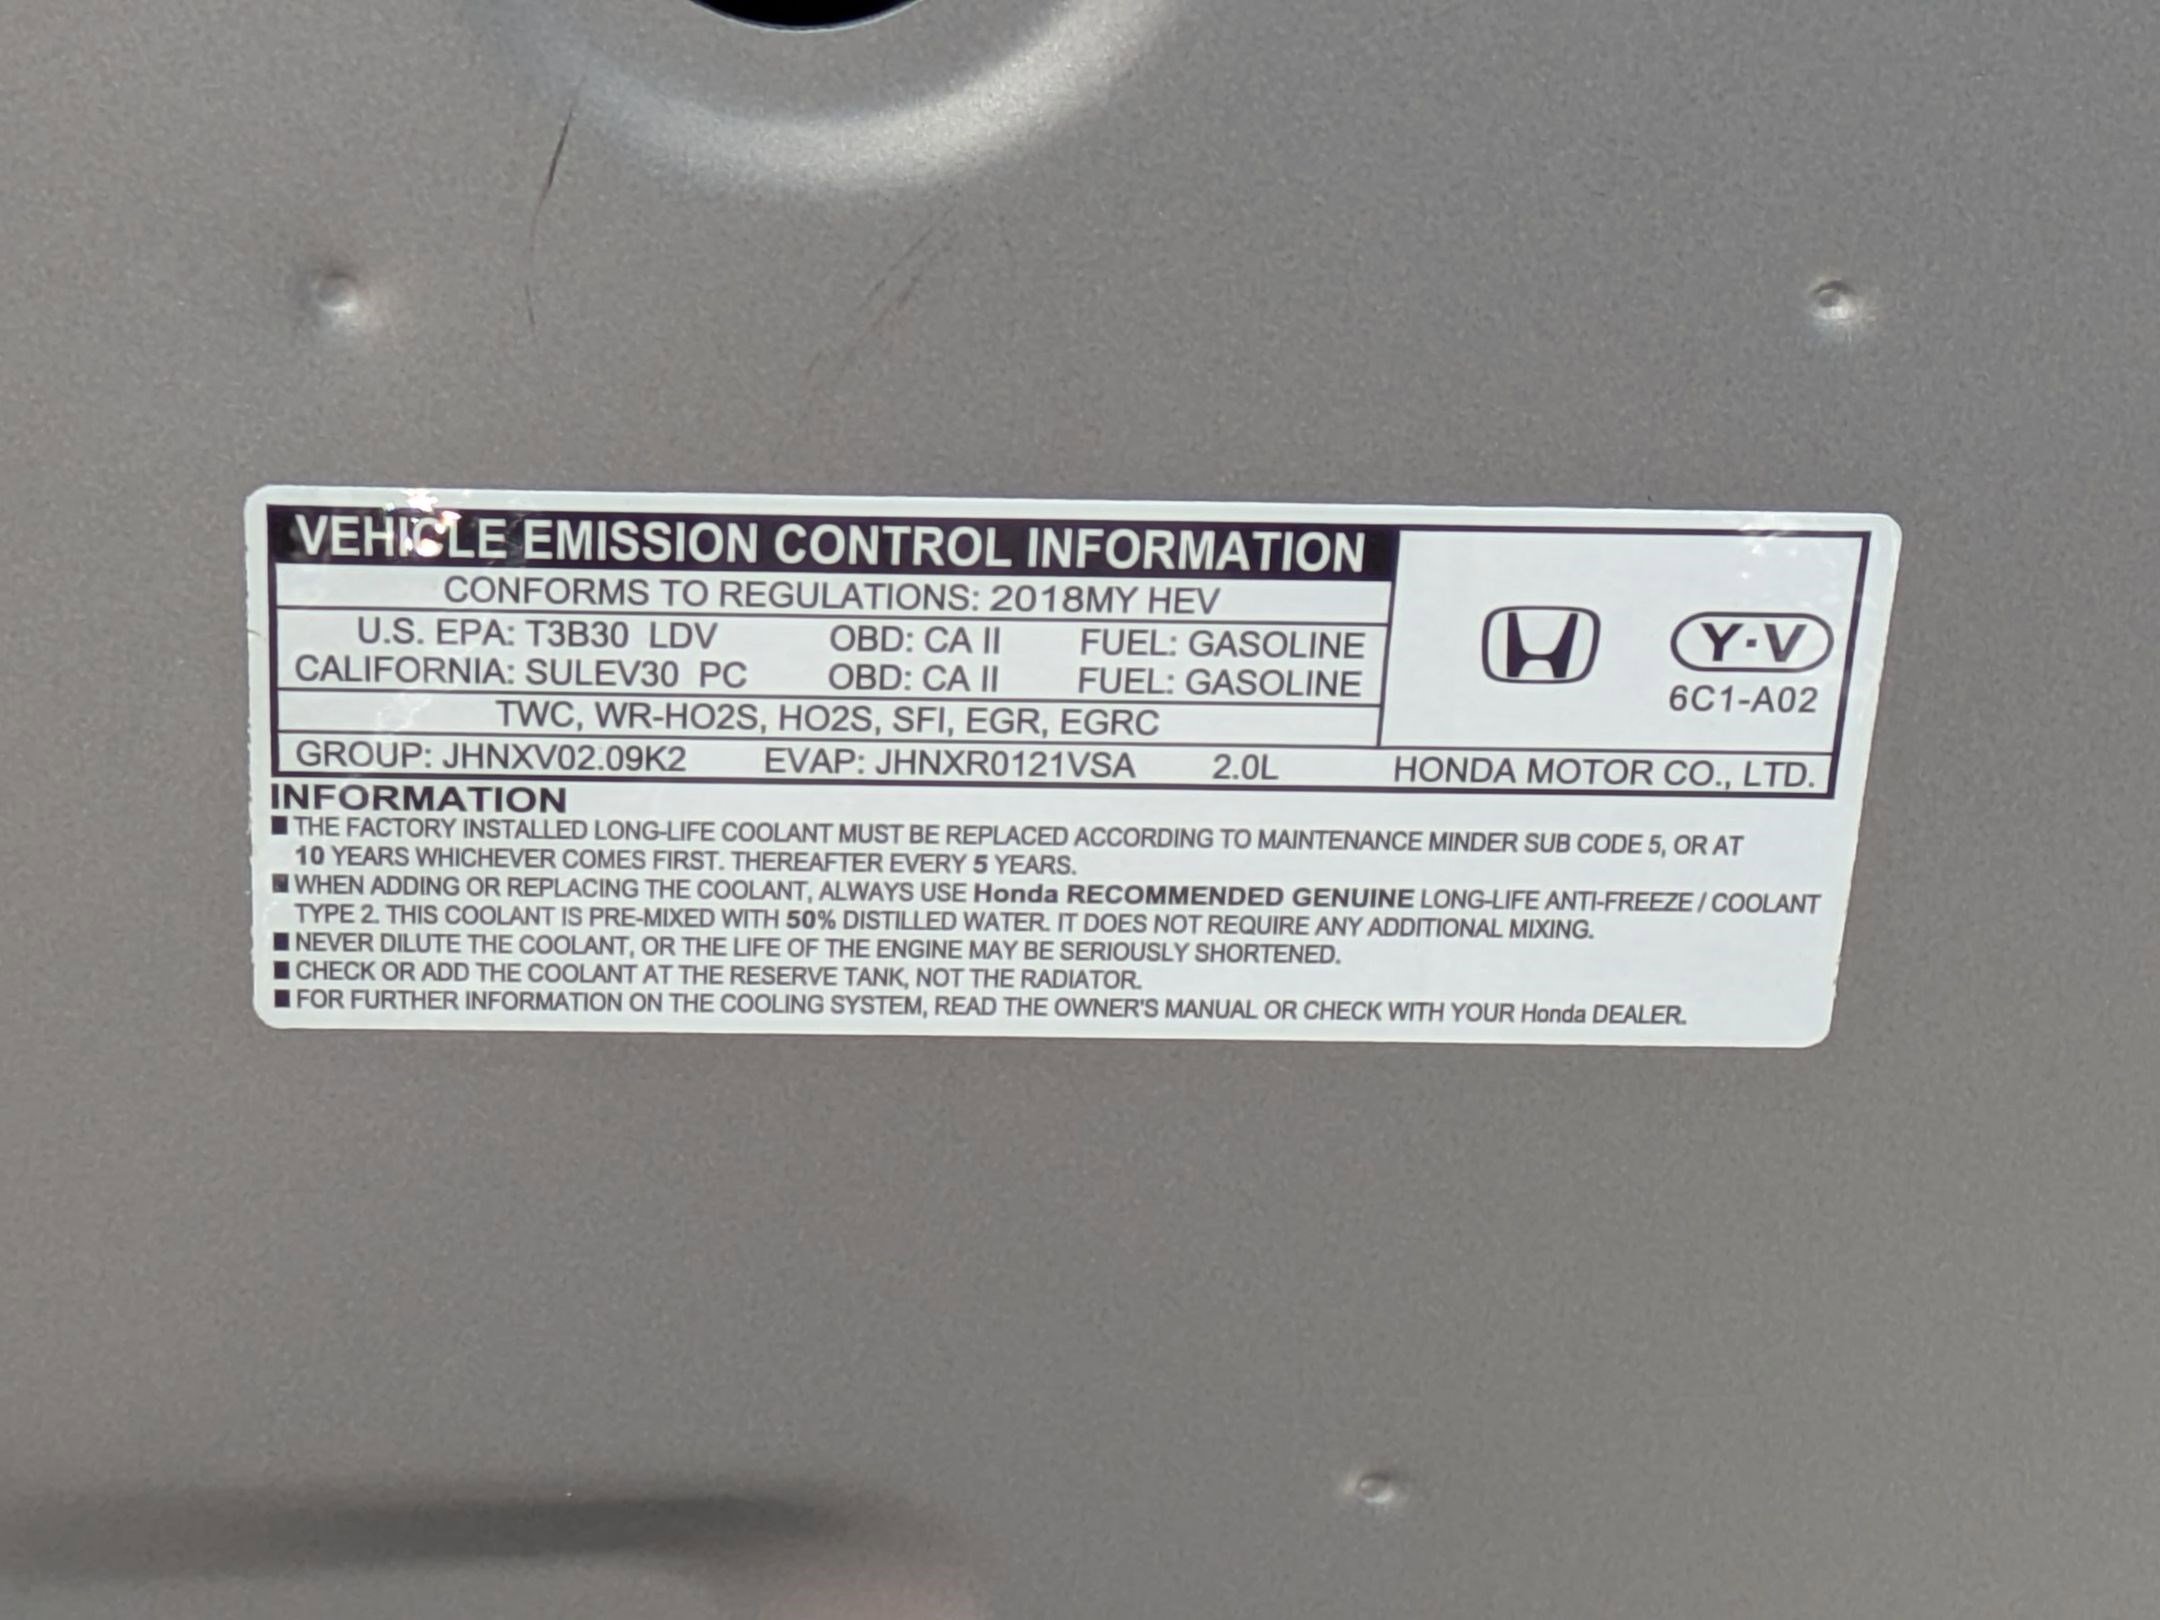 VEHICLE EMISSION CONTROL INFORMATION
CONFORMS TO REGULATIONS: 2018MY HEV
U.S. EPA: T3B30 LDV OBD: CA II FUEL: GASOLINE
CALIFORNIA: SULEV30 PC OBD: CA II FUEL: GASOLINE
Y·V
6C1-A02
TWC, WR-HO2S, HO2S, SFI, EGR, EGRC
GROUP: JHNXV02.09K2 EVAP: JHNXR0121VSA 2.0L HONDA MOTOR CO., LTD.
INFORMATION
■ THE FACTORY INSTALLED LONG-LIFE COOLANT MUST BE REPLACED ACCORDING TO MAINTENANCE MINDER SUB CODE 5, OR AT
10 YEARS WHICHEVER COMES FIRST. THEREAFTER EVERY 5 YEARS.
■ WHEN ADDING OR REPLACING THE COOLANT, ALWAYS USE Honda RECOMMENDED GENUINE LONG-LIFE ANTI-FREEZE / COOLANT
TYPE 2. THIS COOLANT IS PRE-MIXED WITH 50% DISTILLED WATER. IT DOES NOT REQUIRE ANY ADDITIONAL MIXING.
■ NEVER DILUTE THE COOLANT, OR THE LIFE OF THE ENGINE MAY BE SERIOUSLY SHORTENED.
■ CHECK OR ADD THE COOLANT AT THE RESERVE TANK, NOT THE RADIATOR.
■ FOR FURTHER INFORMATION ON THE COOLING SYSTEM, READ THE OWNER'S MANUAL OR CHECK WITH YOUR Honda DEALER.